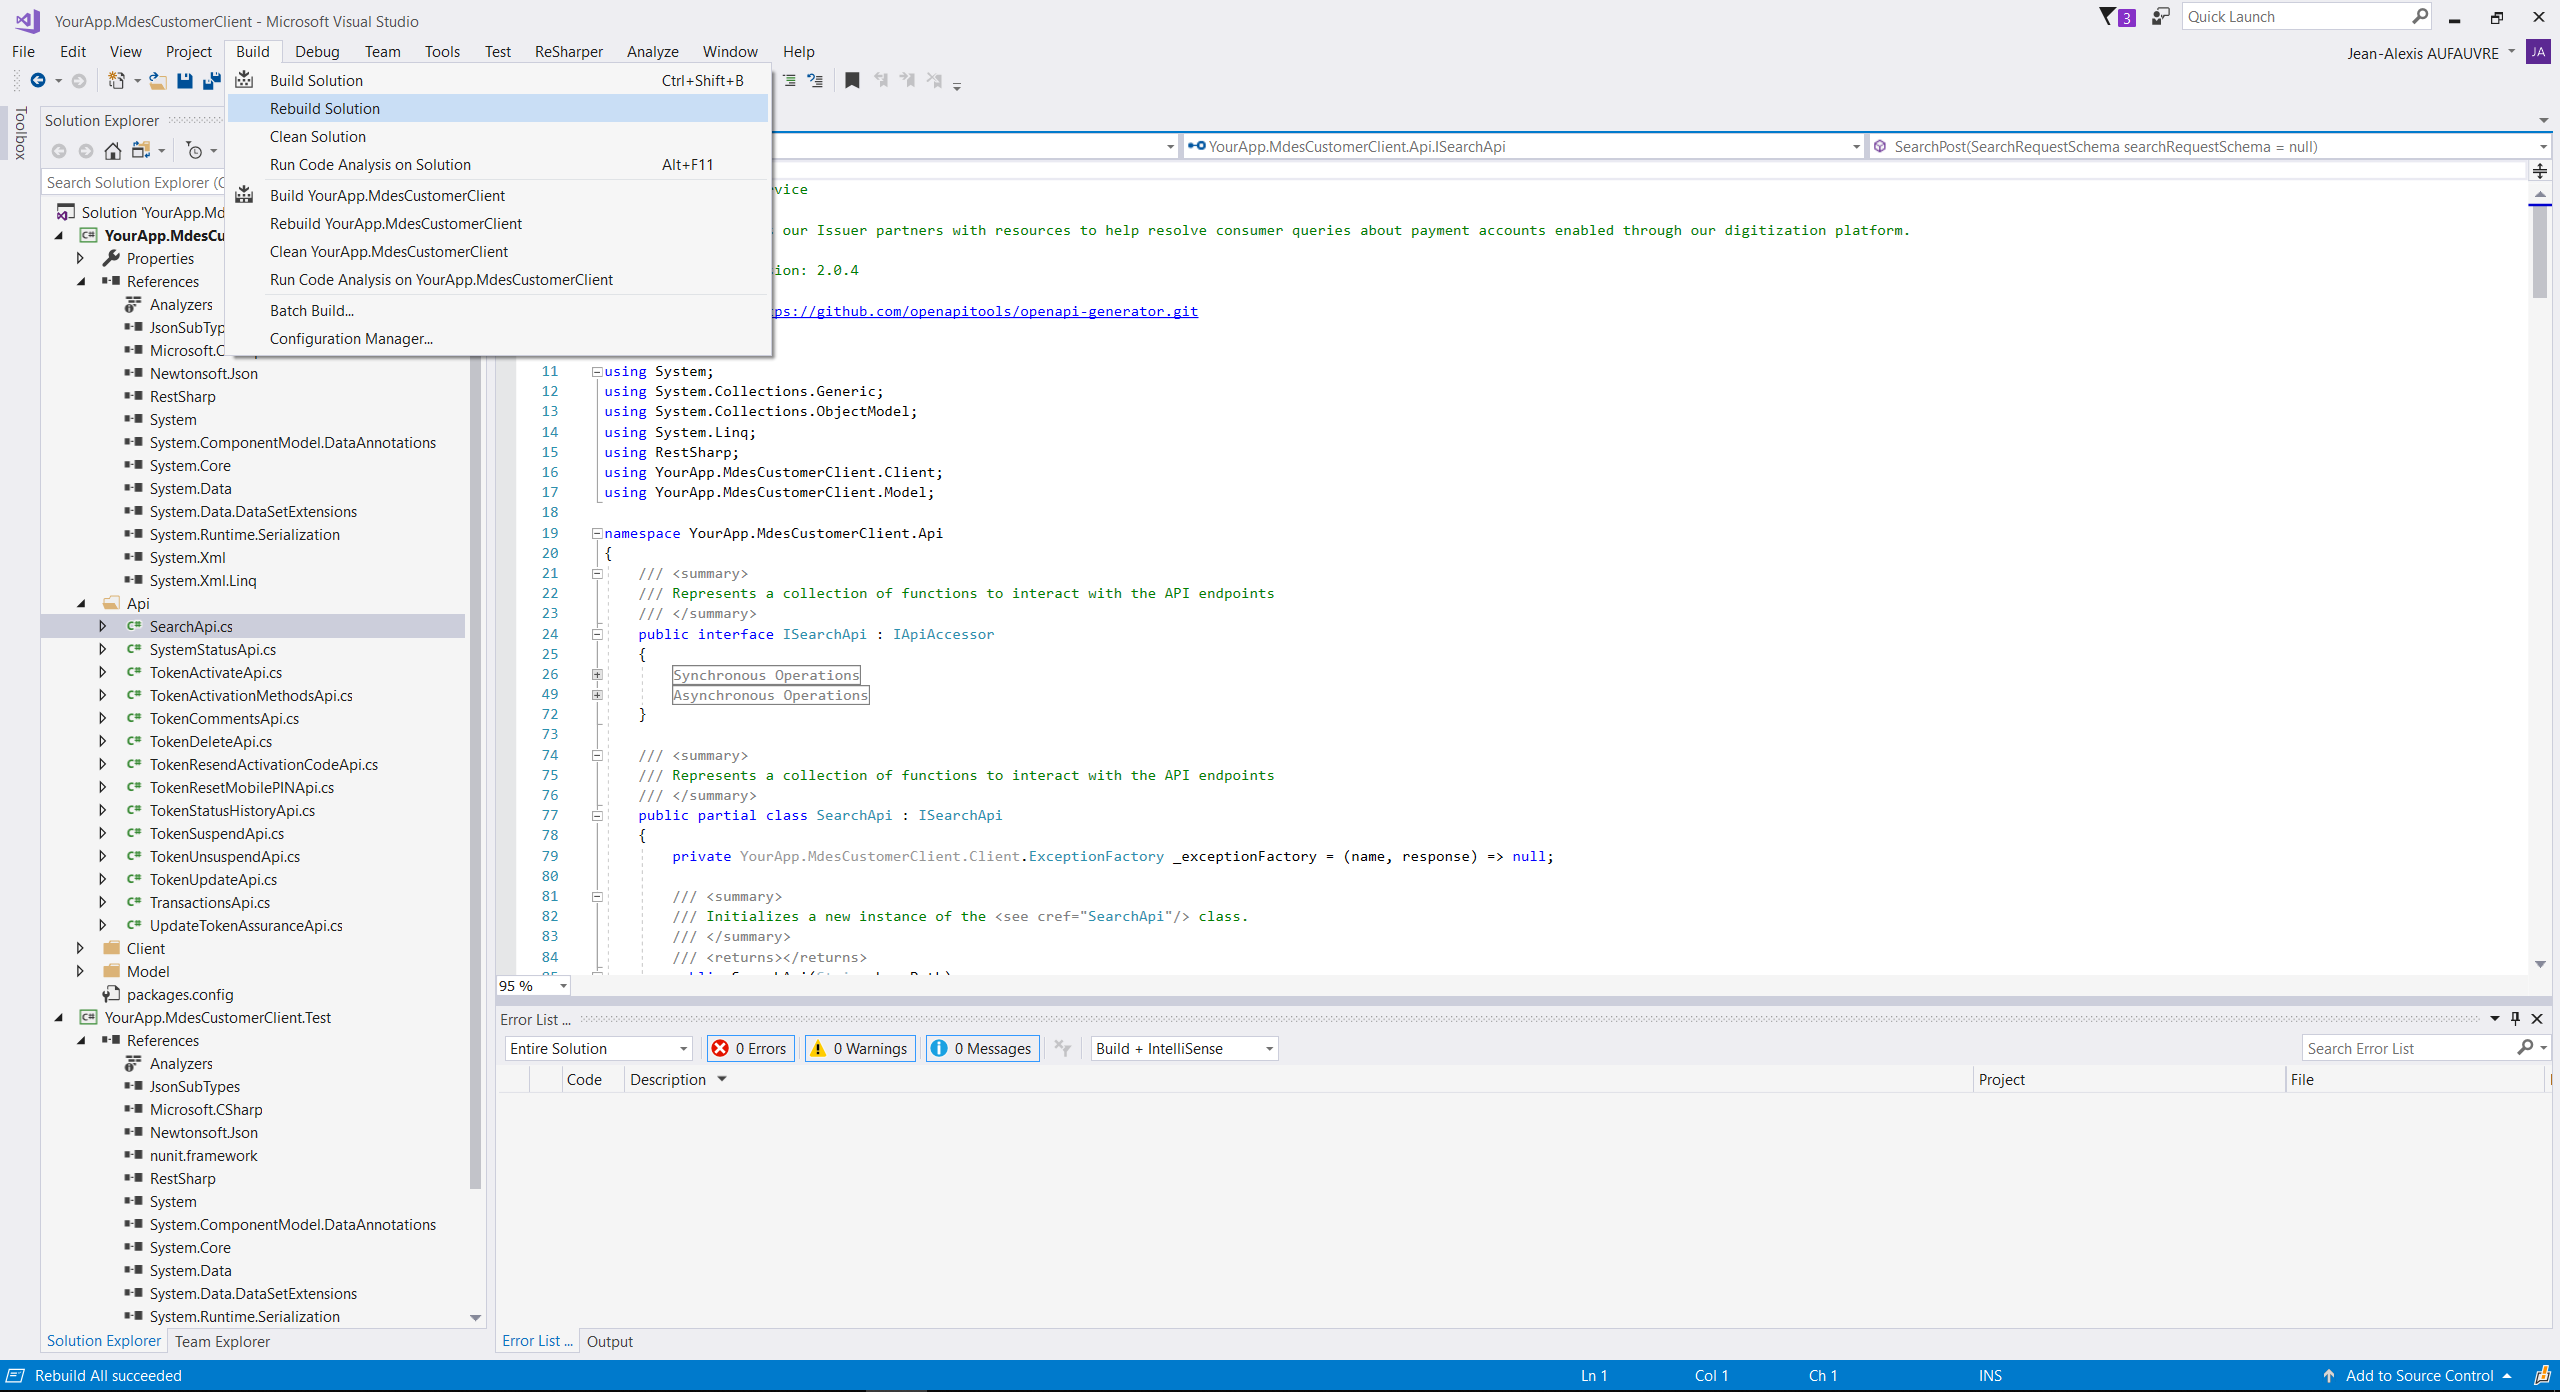 YourApp.MdesCustomerClient - Microsoft Visual Studio
3
Quick Launch
File Edit View Project Build Debug Team Tools Test ReSharper Analyze Window Help
Jean-Alexis AUFAUVRE JA
Build Solution Ctrl+Shift+B
Rebuild Solution
Clean Solution
Run Code Analysis on Solution Alt+F11
Build YourApp.MdesCustomerClient
Rebuild YourApp.MdesCustomerClient
Clean YourApp.MdesCustomerClient
Run Code Analysis on YourApp.MdesCustomerClient
Batch Build...
Configuration Manager...
Toolbox
Solution Explorer
Search Solution Explorer (C
Solution 'YourApp.Md
YourApp.MdesCu
Properties
References
Analyzers
JsonSubTyp
Microsoft.C
Newtonsoft.Json
RestSharp
System
System.ComponentModel.DataAnnotations
System.Core
System.Data
System.Data.DataSetExtensions
System.Runtime.Serialization
System.Xml
System.Xml.Linq
Api
SearchApi.cs
SystemStatusApi.cs
TokenActivateApi.cs
TokenActivationMethodsApi.cs
TokenCommentsApi.cs
TokenDeleteApi.cs
TokenResendActivationCodeApi.cs
TokenResetMobilePINApi.cs
TokenStatusHistoryApi.cs
TokenSuspendApi.cs
TokenUnsuspendApi.cs
TokenUpdateApi.cs
TransactionsApi.cs
UpdateTokenAssuranceApi.cs
Client
Model
packages.config
YourApp.MdesCustomerClient.Test
References
Analyzers
JsonSubTypes
Microsoft.CSharp
Newtonsoft.Json
nunit.framework
RestSharp
System
System.ComponentModel.DataAnnotations
System.Core
System.Data
System.Data.DataSetExtensions
System.Runtime.Serialization
Solution Explorer Team Explorer
YourApp.MdesCustomerClient.Api.ISearchApi
SearchPost(SearchRequestSchema searchRequestSchema = null)
rvice
our Issuer partners with resources to help resolve consumer queries about payment accounts enabled through our digitization platform.
sion: 2.0.4
ps://github.com/openapitools/openapi-generator.git
11 using System;
12 using System.Collections.Generic;
13 using System.Collections.ObjectModel;
14 using System.Linq;
15 using RestSharp;
16 using YourApp.MdesCustomerClient.Client;
17 using YourApp.MdesCustomerClient.Model;
18
19 namespace YourApp.MdesCustomerClient.Api
20 {
21 /// <summary>
22 /// Represents a collection of functions to interact with the API endpoints
23 /// </summary>
24 public interface ISearchApi : IApiAccessor
25 {
26 Synchronous Operations
49 Asynchronous Operations
72 }
73
74 /// <summary>
75 /// Represents a collection of functions to interact with the API endpoints
76 /// </summary>
77 public partial class SearchApi : ISearchApi
78 {
79 private YourApp.MdesCustomerClient.Client.ExceptionFactory _exceptionFactory = (name, response) => null;
80
81 /// <summary>
82 /// Initializes a new instance of the <see cref="SearchApi"/> class.
83 /// </summary>
84 /// <returns></returns>
95 %
Error List ...
Entire Solution 0 Errors 0 Warnings 0 Messages Build + IntelliSense Search Error List
Code Description Project File
Error List ... Output
Rebuild All succeeded Ln 1 Col 1 Ch 1 INS Add to Source Control